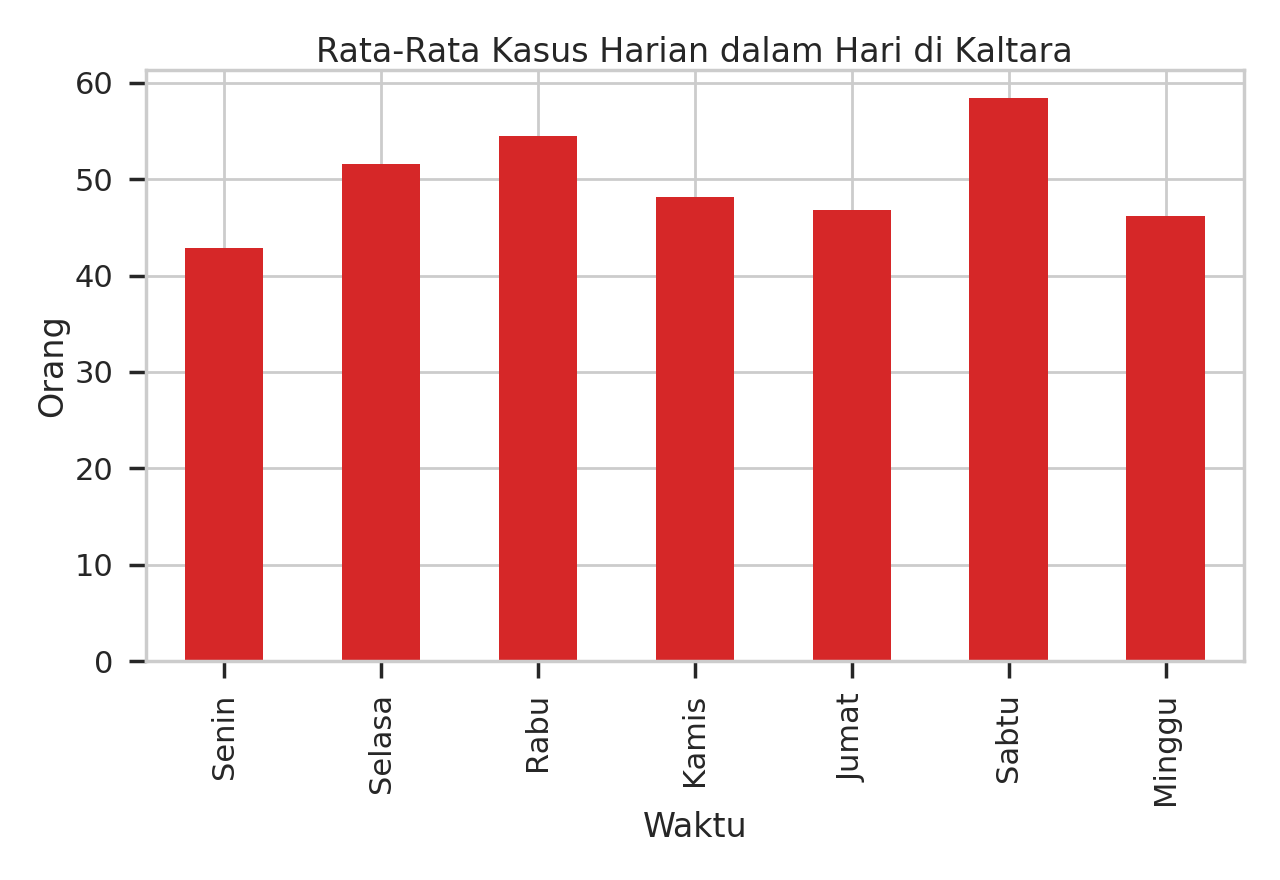 Rata-Rata Kasus Harian dalam Hari di Kaltara
60
50
40
30
20
10
0
Orang
Senin
Selasa
Rabu
Kamis
Jumat
Sabtu
Minggu
Waktu